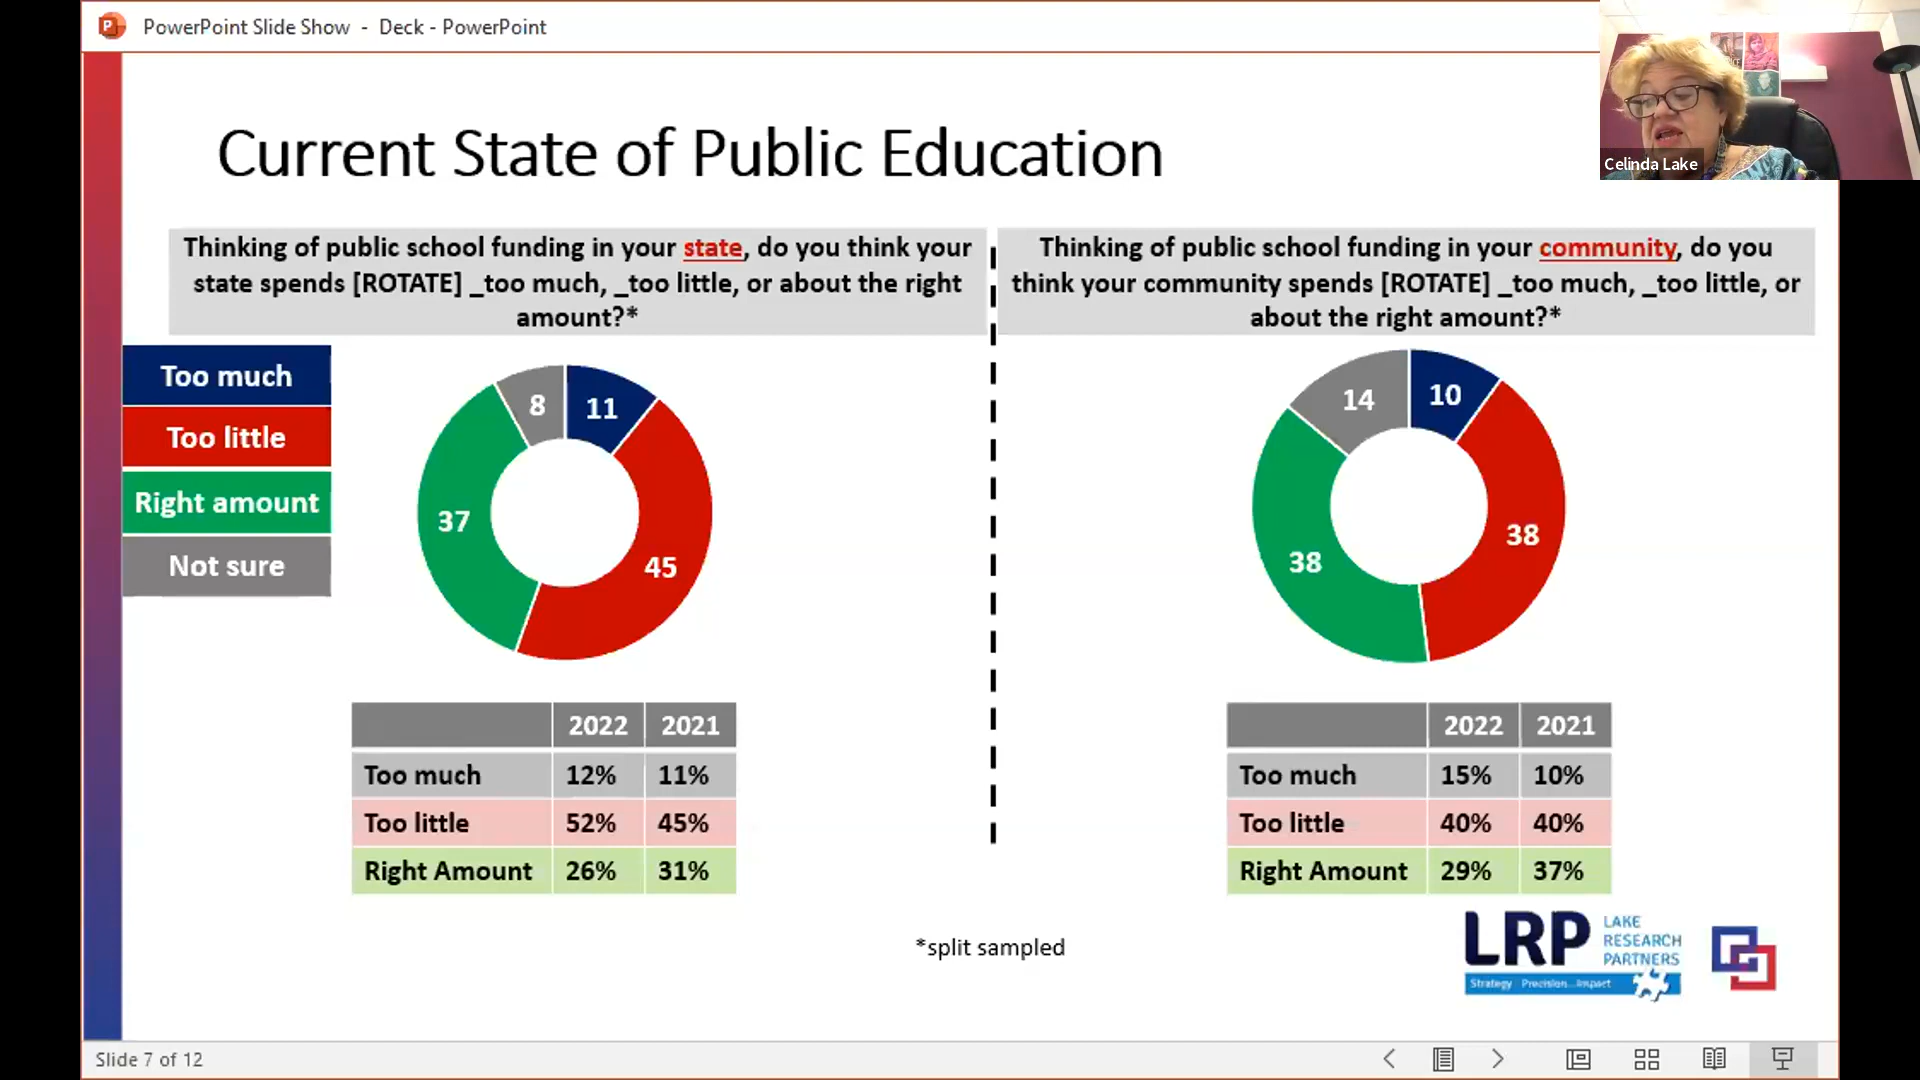 PowerPoint Slide Show - Deck - PowerPoint
Celinda Lake
Current State of Public Education
Thinking of public school funding in your state, do you think your
state spends [ROTATE] _too much, _too little, or about the right
amount?*
Thinking of public school funding in your community, do you
think your community spends [ROTATE] _too much, _too little, or
about the right amount?*
Too much
Too little
Right amount
Not sure
8
11
37
45
14
10
38
38
2022 2021
Too much 12% 11%
Too little 52% 45%
Right Amount 26% 31%
2022 2021
Too much 15% 10%
Too little 40% 40%
Right Amount 29% 37%
*split sampled
LRP
LAKE
RESEARCH
PARTNERS
Strategy Precision Impact
Slide 7 of 12